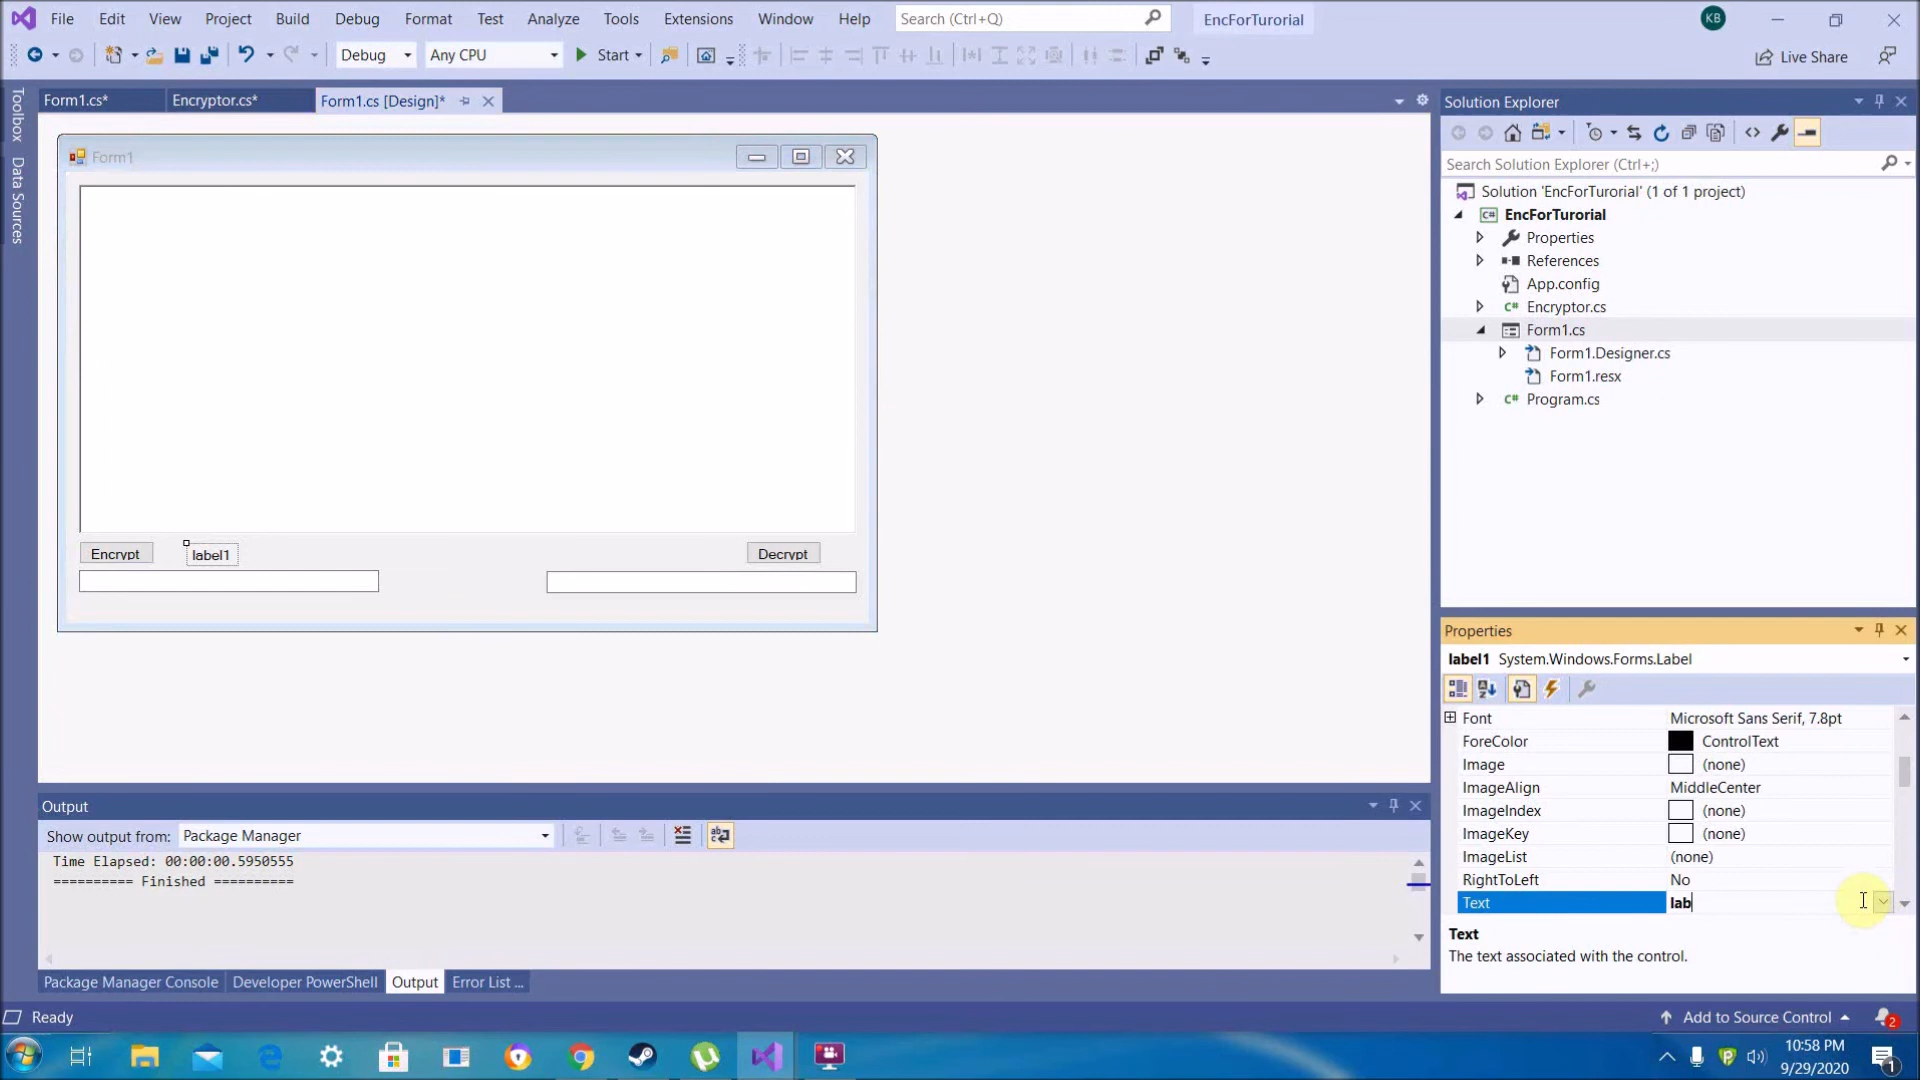 File Edit View Project Build Debug Format Test Analyze Tools Extensions Window Help Search (Ctrl+Q) EncForTurorial KB
Debug Any CPU Start Live Share
Form1.cs* Encryptor.cs* Form1.cs [Design]*
Toolbox
Data Sources
Form1
Encrypt label1 Decrypt
Solution Explorer
Search Solution Explorer (Ctrl+;)
Solution 'EncForTurorial' (1 of 1 project)
C# EncForTurorial
Properties
References
App.config
C# Encryptor.cs
Form1.cs
Form1.Designer.cs
Form1.resx
C# Program.cs
Properties
label1 System.Windows.Forms.Label
Font Microsoft Sans Serif, 7.8pt
ForeColor ControlText
Image (none)
ImageAlign MiddleCenter
ImageIndex (none)
ImageKey (none)
ImageList (none)
RightToLeft No
Text lab
Text
The text associated with the control.
Output
Show output from: Package Manager
Time Elapsed: 00:00:00.5950555
========== Finished ==========
Package Manager Console Developer PowerShell Output Error List ...
Ready Add to Source Control 2
10:58 PM
9/29/2020
1